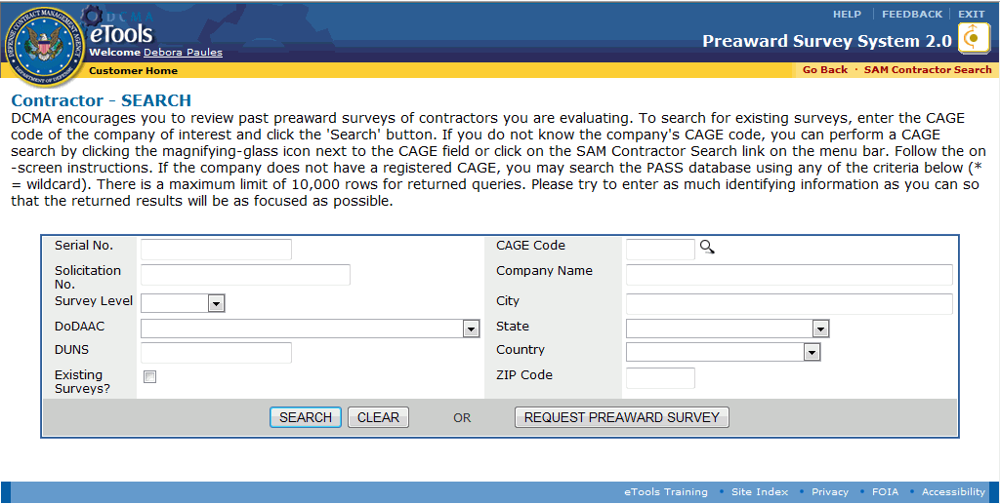 DCMA
HELP | FEEDBACK | EXIT
eTools
Preaward Survey System 2.0
Welcome Debora Paules
DEFENSE CONTRACT MANAGEMENT AGENCY
DEPARTMENT OF DEFENSE
Customer Home
Go Back · SAM Contractor Search
Contractor - SEARCH
DCMA encourages you to review past preaward surveys of contractors you are evaluating. To search for existing surveys, enter the CAGE
code of the company of interest and click the 'Search' button. If you do not know the company's CAGE code, you can perform a CAGE
search by clicking the magnifying-glass icon next to the CAGE field or click on the SAM Contractor Search link on the menu bar. Follow the on
-screen instructions. If the company does not have a registered CAGE, you may search the PASS database using any of the criteria below (*
= wildcard). There is a maximum limit of 10,000 rows for returned queries. Please try to enter as much identifying information as you can so
that the returned results will be as focused as possible.
Serial No.
CAGE Code
Solicitation
No.
Company Name
Survey Level
City
DoDAAC
State
DUNS
Country
Existing
Surveys?
ZIP Code
SEARCH CLEAR OR REQUEST PREAWARD SURVEY
eTools Training • Site Index • Privacy • FOIA • Accessibility